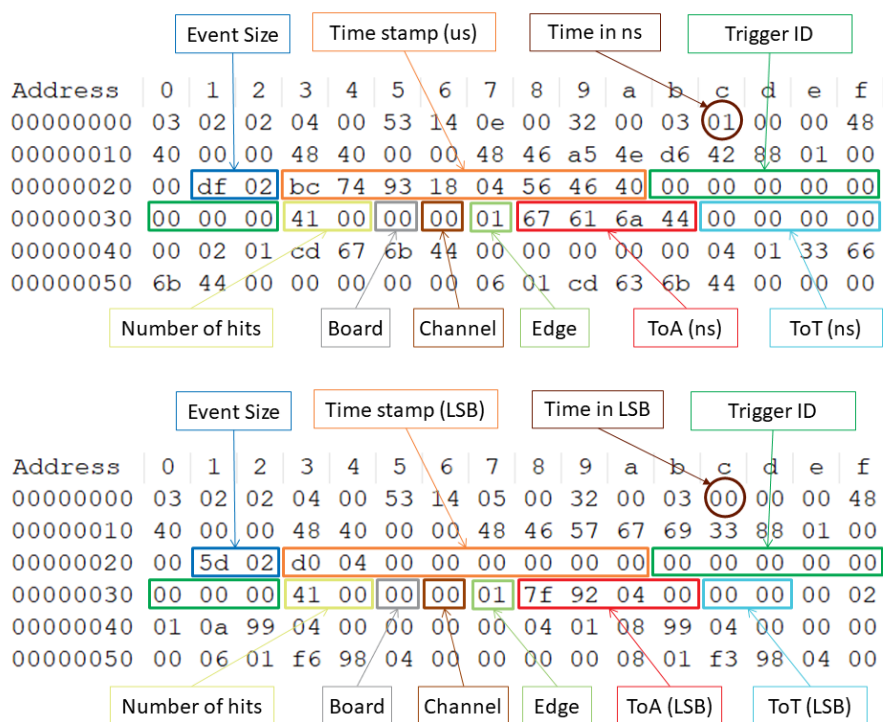 Event Size Time stamp (us) Time in ns Trigger ID
Address 0 1 2 3 4 5 6 7 8 9 a b c d e f
00000000 03 02 02 04 00 53 14 0e 00 32 00 03 01 00 00 48
00000010 40 00 00 48 40 00 00 48 46 a5 4e d6 42 88 01 00
00000020 00 df 02 bc 74 93 18 04 56 46 40 00 00 00 00 00
00000030 00 00 00 41 00 00 00 01 67 61 6a 44 00 00 00 00
00000040 00 02 01 cd 67 6b 44 00 00 00 00 00 04 01 33 66
00000050 6b 44 00 00 00 00 00 06 01 cd 63 6b 44 00 00 00
Number of hits Board Channel Edge ToA (ns) ToT (ns)
Event Size Time stamp (LSB) Time in LSB Trigger ID
Address 0 1 2 3 4 5 6 7 8 9 a b c d e f
00000000 03 02 02 04 00 53 14 05 00 32 00 03 00 00 00 48
00000010 40 00 00 48 40 00 00 48 46 57 67 69 33 88 01 00
00000020 00 5d 02 d0 04 00 00 00 00 00 00 00 00 00 00 00
00000030 00 00 00 41 00 00 00 01 7f 92 04 00 00 00 00 02
00000040 01 0a 99 04 00 00 00 00 04 01 08 99 04 00 00 00
00000050 00 06 01 f6 98 04 00 00 00 00 08 01 f3 98 04 00
Number of hits Board Channel Edge ToA (LSB) ToT (LSB)